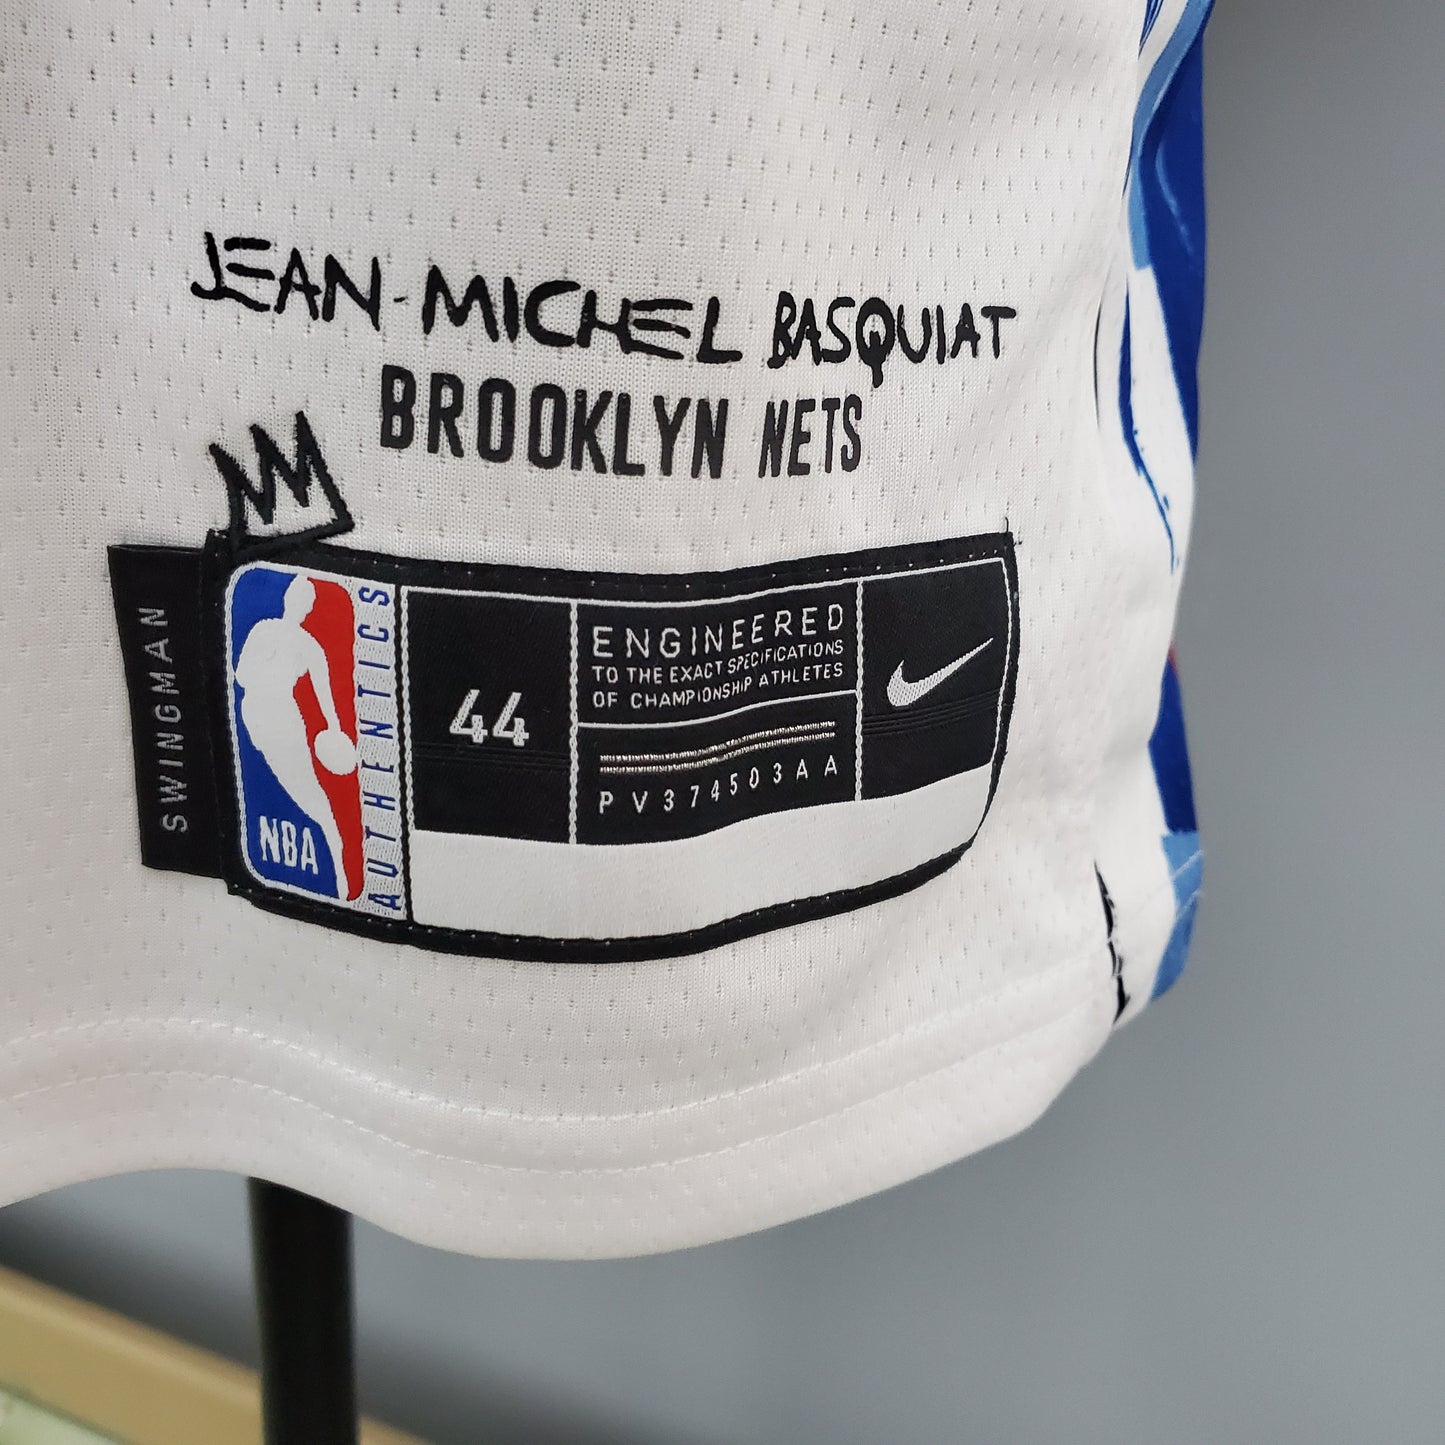 JEAN-MICHEL BASQUIAT
BROOKLYN NETS
SWINGMAN
NBA
AUTHENTICS
44
ENGINEERED
TO THE EXACT SPECIFICATIONS
OF CHAMPIONSHIP ATHLETES
PV374503AA